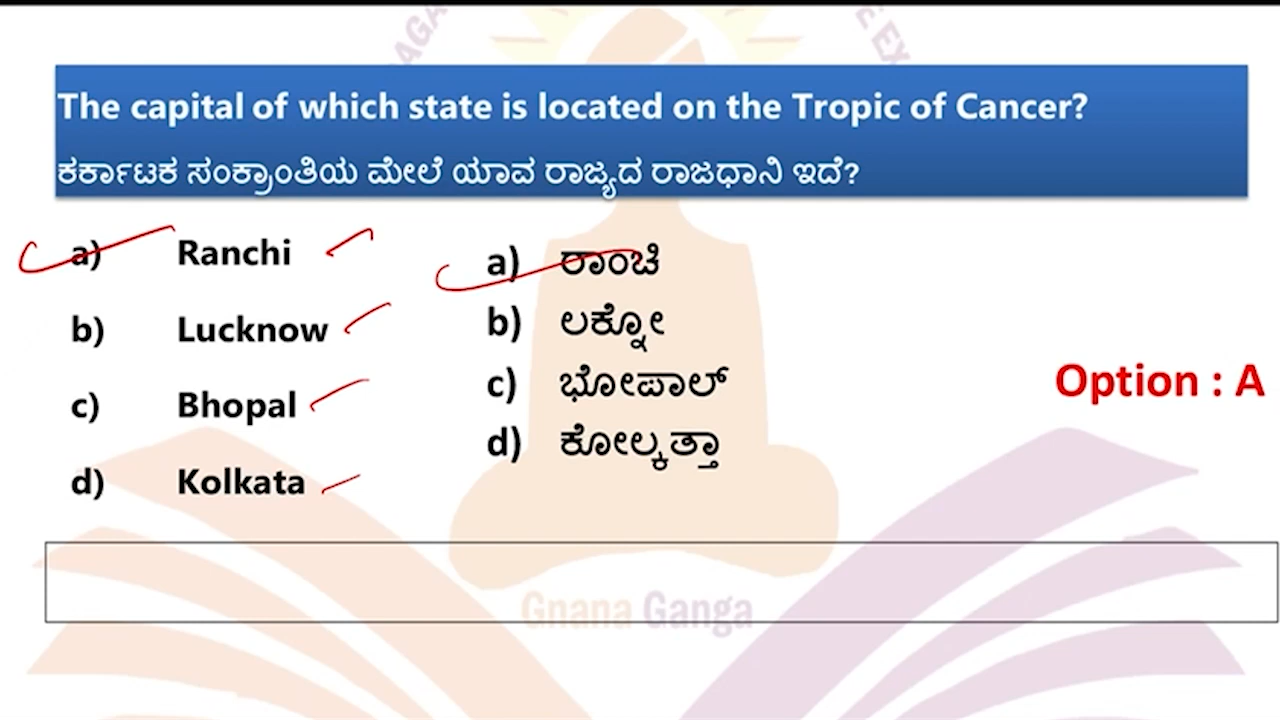 The capital of which state is located on the Tropic of Cancer?
ಕರ್ಕಾಟಕ ಸಂಕ್ರಾಂತಿಯ ಮೇಲೆ ಯಾವ ರಾಜ್ಯದ ರಾಜಧಾನಿ ಇದೆ?
a) Ranchi
b) Lucknow
c) Bhopal
d) Kolkata
a) ರಾಂಚಿ
b) ಲಕ್ನೋ
c) ಭೋಪಾಲ್
d) ಕೋಲ್ಕತ್ತಾ
Option : A
Gnana Ganga